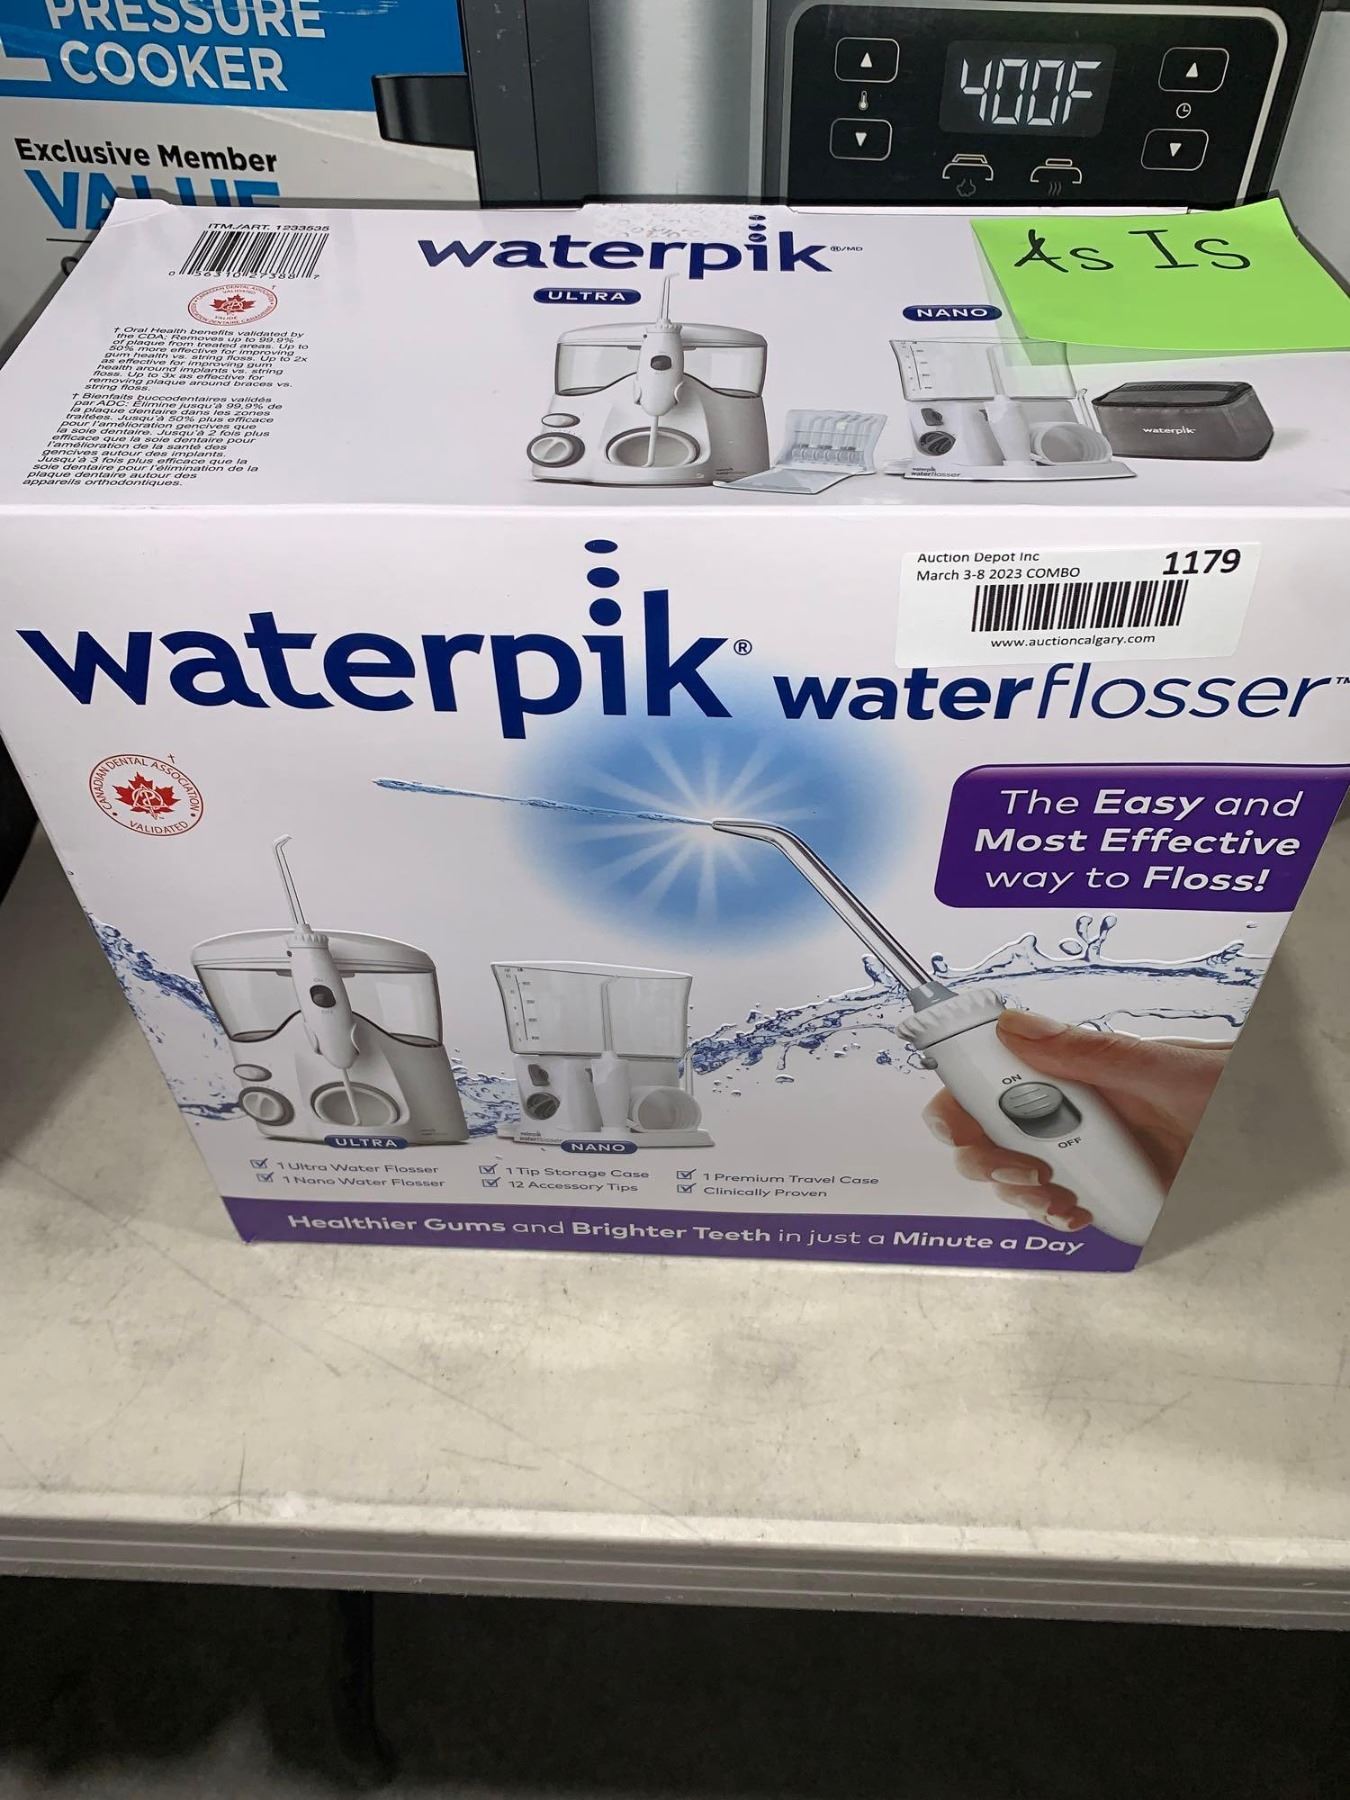 PRESSURE
COOKER
Exclusive Member
VALUE
400F
ITM./ART. 1233535
waterpik®/MD
As Is
ULTRA
NANO
† Oral Health benefits validated by
the CDA: Removes up to 99.9%
of plaque from treated areas. Up to
50% more effective for improving
gum health vs. string floss. Up to 2x
as effective for improving gum
health around implants vs. string
floss. Up to 3x as effective for
removing plaque around braces vs.
string floss.
† Bienfaits buccodentaires validés
par ADC: Élimine jusqu'à 99,9% de
la plaque dentaire dans les zones
traitées. Jusqu'à 50% plus efficace
pour l'amélioration gencives que
la soie dentaire. Jusqu'à 2 fois plus
efficace que la soie dentaire pour
l'amélioration de la santé des
gencives autour des implants.
Jusqu'à 3 fois plus efficace que la
soie dentaire pour l'élimination de la
plaque dentaire autour des
appareils orthodontiques.
waterpik
waterflosser
Auction Depot Inc
1179
March 3-8 2023 COMBO
www.auctioncalgary.com
waterpik® waterflosser™
CANADIAN DENTAL ASSOCIATION †
VALIDATED
The Easy and
Most Effective
way to Floss!
ON
OFF
ULTRA
NANO
1 Ultra Water Flosser
1 Nano Water Flosser
1 Tip Storage Case
12 Accessory Tips
1 Premium Travel Case
Clinically Proven
Healthier Gums and Brighter Teeth in just a Minute a Day